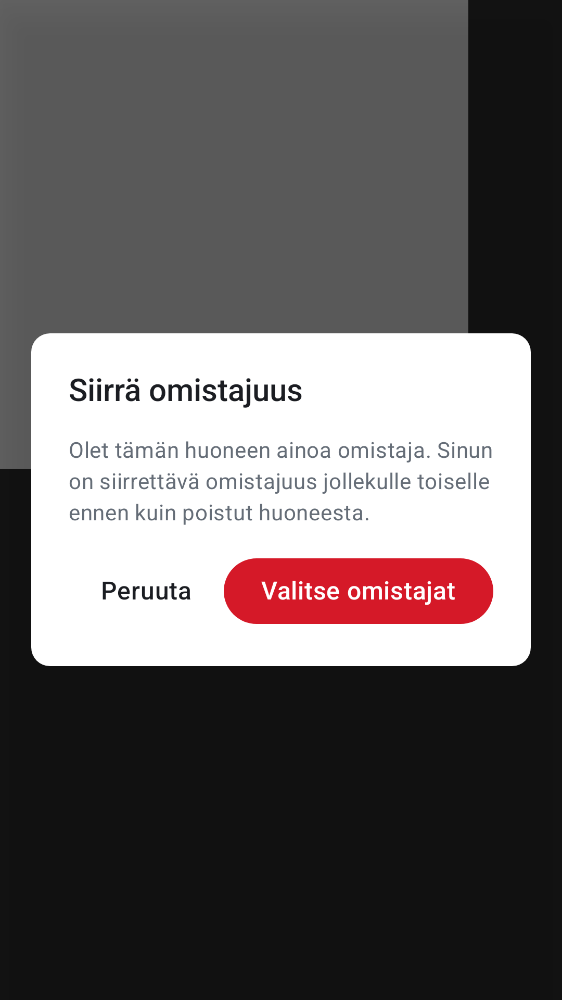 Siirrä omistajuus
Olet tämän huoneen ainoa omistaja. Sinun
on siirrettävä omistajuus jollekulle toiselle
ennen kuin poistut huoneesta.
Peruuta
Valitse omistajat